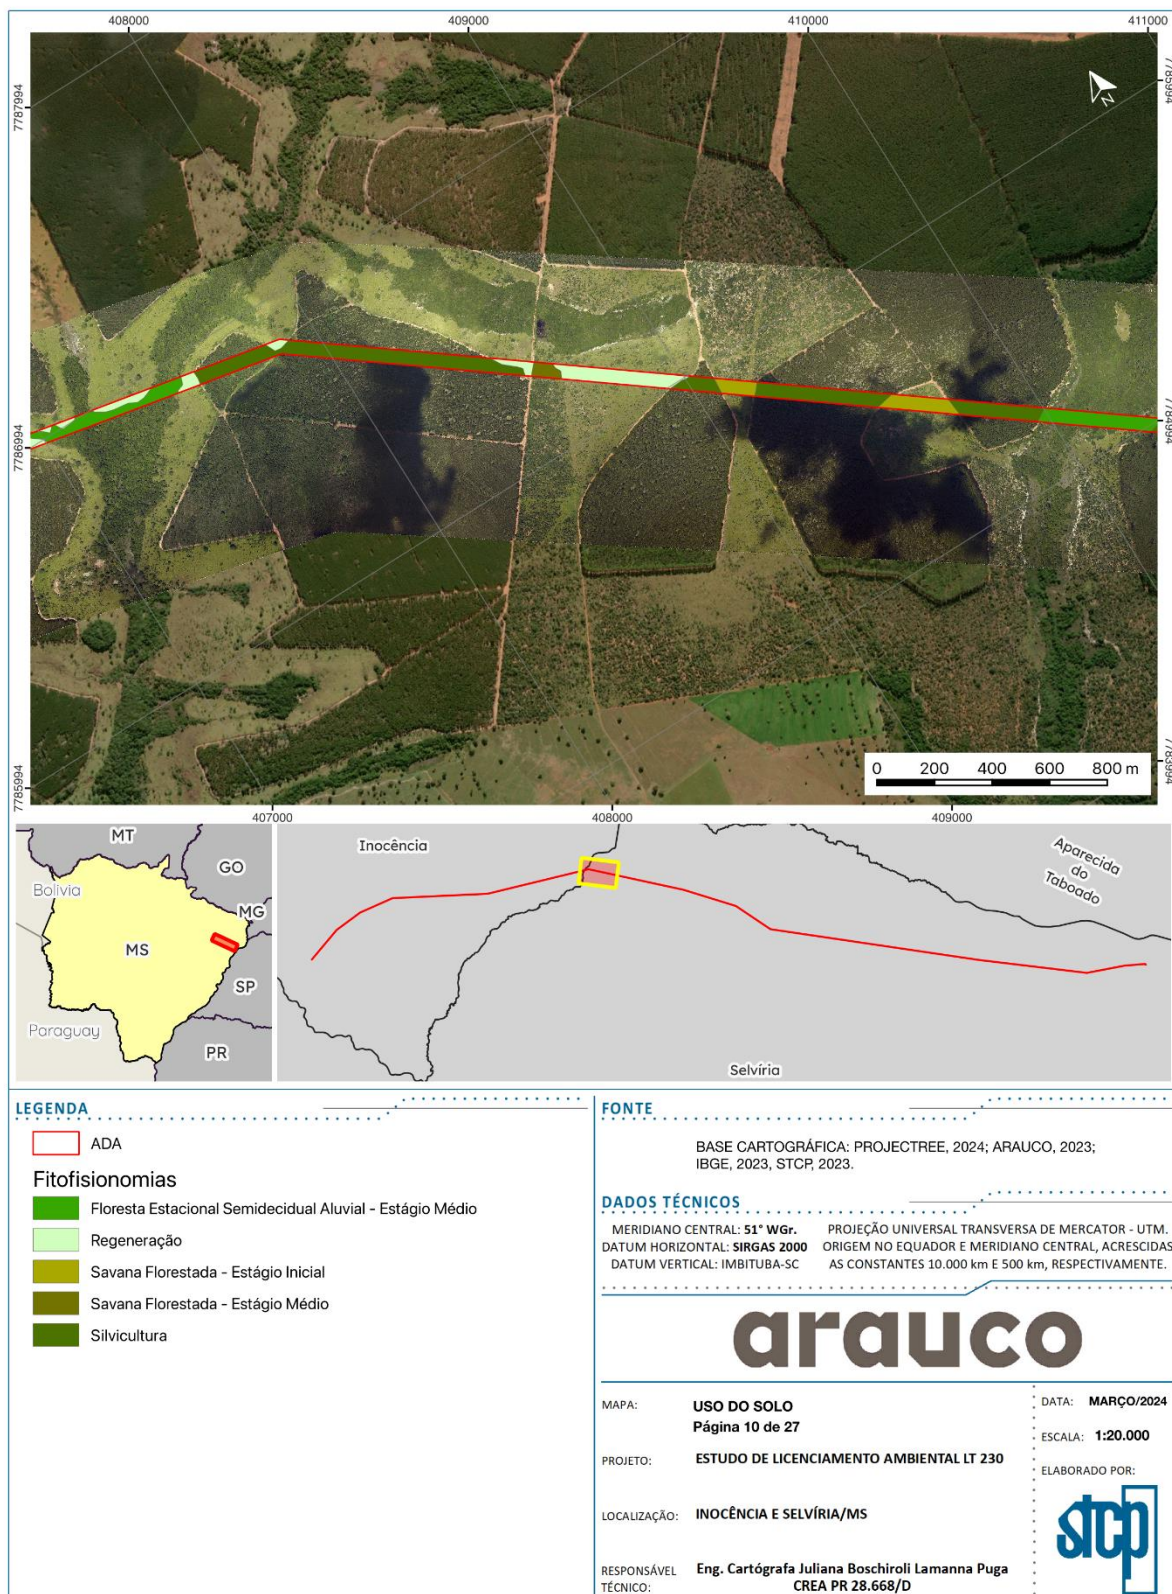 408000
409000
410000
411000
7787994
7785994
N
7786994
7784994
7785994
7783994
0 200 400 600 800 m
407000
408000
409000
MT
GO
Bolivia
MG
MS
SP
Paraguay
PR
Inocência
Aparecida
do
Taboado
Selvíria
LEGENDA
ADA
Fitofisionomias
Floresta Estacional Semidecidual Aluvial - Estágio Médio
Regeneração
Savana Florestada - Estágio Inicial
Savana Florestada - Estágio Médio
Silvicultura
FONTE
BASE CARTOGRÁFICA: PROJECTREE, 2024; ARAUCO, 2023;
IBGE, 2023, STCP, 2023.
DADOS TÉCNICOS
MERIDIANO CENTRAL: 51° WGr.
DATUM HORIZONTAL: SIRGAS 2000
DATUM VERTICAL: IMBITUBA-SC
PROJEÇÃO UNIVERSAL TRANSVERSA DE MERCATOR - UTM.
ORIGEM NO EQUADOR E MERIDIANO CENTRAL, ACRESCIDAS
AS CONSTANTES 10.000 km E 500 km, RESPECTIVAMENTE.
arauco
MAPA: USO DO SOLO
Página 10 de 27
PROJETO: ESTUDO DE LICENCIAMENTO AMBIENTAL LT 230
LOCALIZAÇÃO: INOCÊNCIA E SELVÍRIA/MS
RESPONSÁVEL
TÉCNICO:
Eng. Cartógrafa Juliana Boschiroli Lamanna Puga
CREA PR 28.668/D
DATA: MARÇO/2024
ESCALA: 1:20.000
ELABORADO POR:
stcp